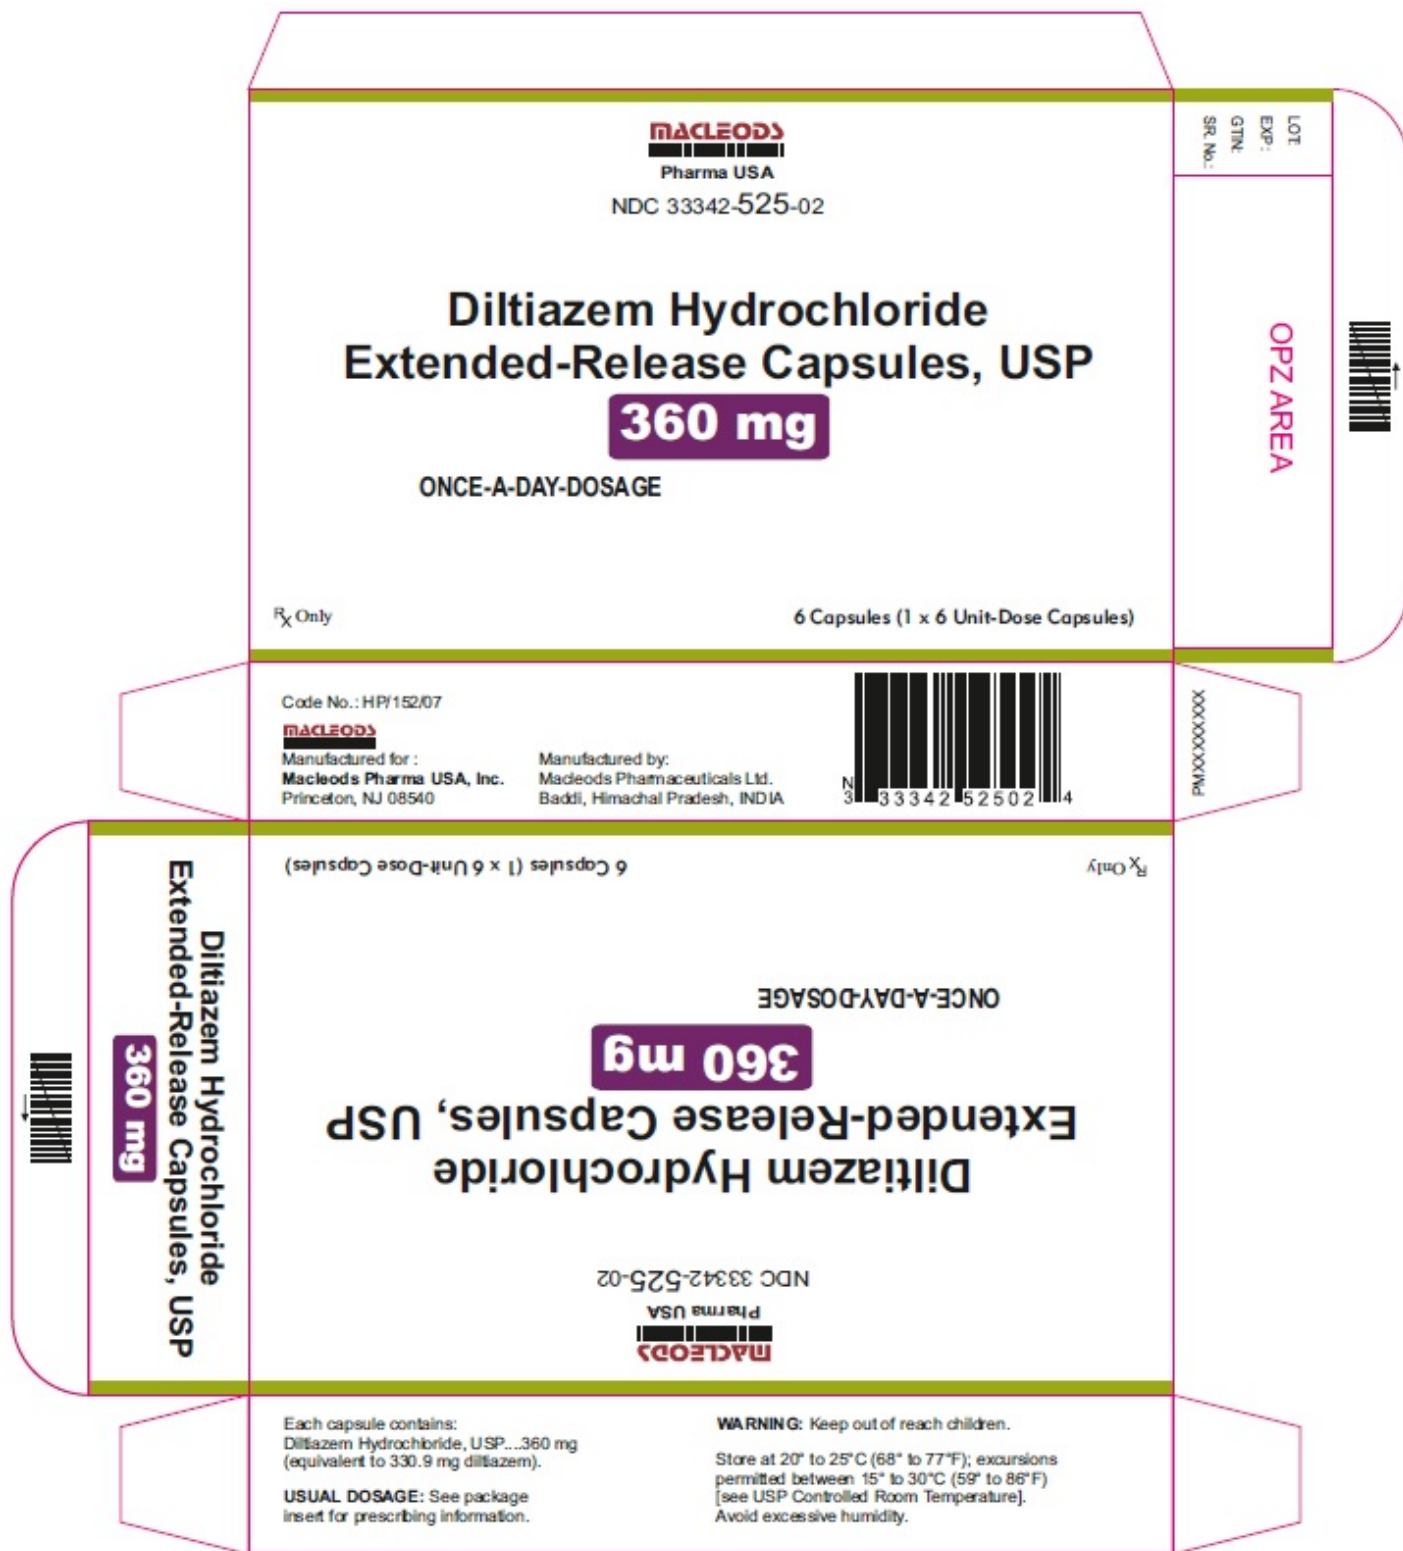 MACLEODS
Pharma USA
NDC 33342-525-02
Diltiazem Hydrochloride
Extended-Release Capsules, USP
360 mg
ONCE-A-DAY-DOSAGE
Rx Only
6 Capsules (1 x 6 Unit-Dose Capsules)
LOT:
EXP :
GTIN:
SR. No.:
OPZ AREA
Code No.: HP/152/07
MACLEODS
Manufactured for :
Macleods Pharma USA, Inc.
Princeton, NJ 08540
Manufactured by:
Macleods Pharmaceuticals Ltd.
Baddi, Himachal Pradesh, INDIA
N
3 33342 52502 4
PMXXXXXXXX
Diltiazem Hydrochloride
Extended-Release Capsules, USP
360 mg
MACLEODS
Pharma USA
NDC 33342-525-02
Diltiazem Hydrochloride
Extended-Release Capsules, USP
360 mg
ONCE-A-DAY-DOSAGE
Rx Only
6 Capsules (1 x 6 Unit-Dose Capsules)
Each capsule contains:
Diltiazem Hydrochloride, USP....360 mg
(equivalent to 330.9 mg diltiazem).
USUAL DOSAGE: See package
insert for prescribing information.
WARNING: Keep out of reach children.
Store at 20° to 25°C (68° to 77°F); excursions
permitted between 15° to 30°C (59° to 86°F)
[see USP Controlled Room Temperature].
Avoid excessive humidity.